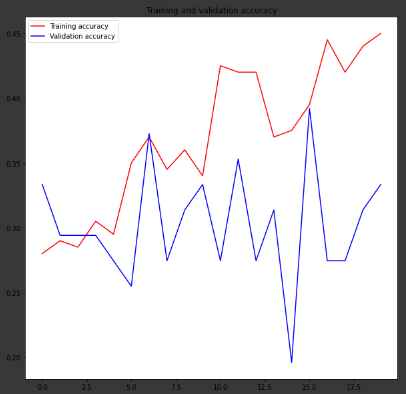 Training and validation accuracy
Training accuracy
Validation accuracy
0.45
0.40
0.35
0.30
0.25
0.20
0.0 2.5 5.0 7.5 10.0 12.5 15.0 17.5